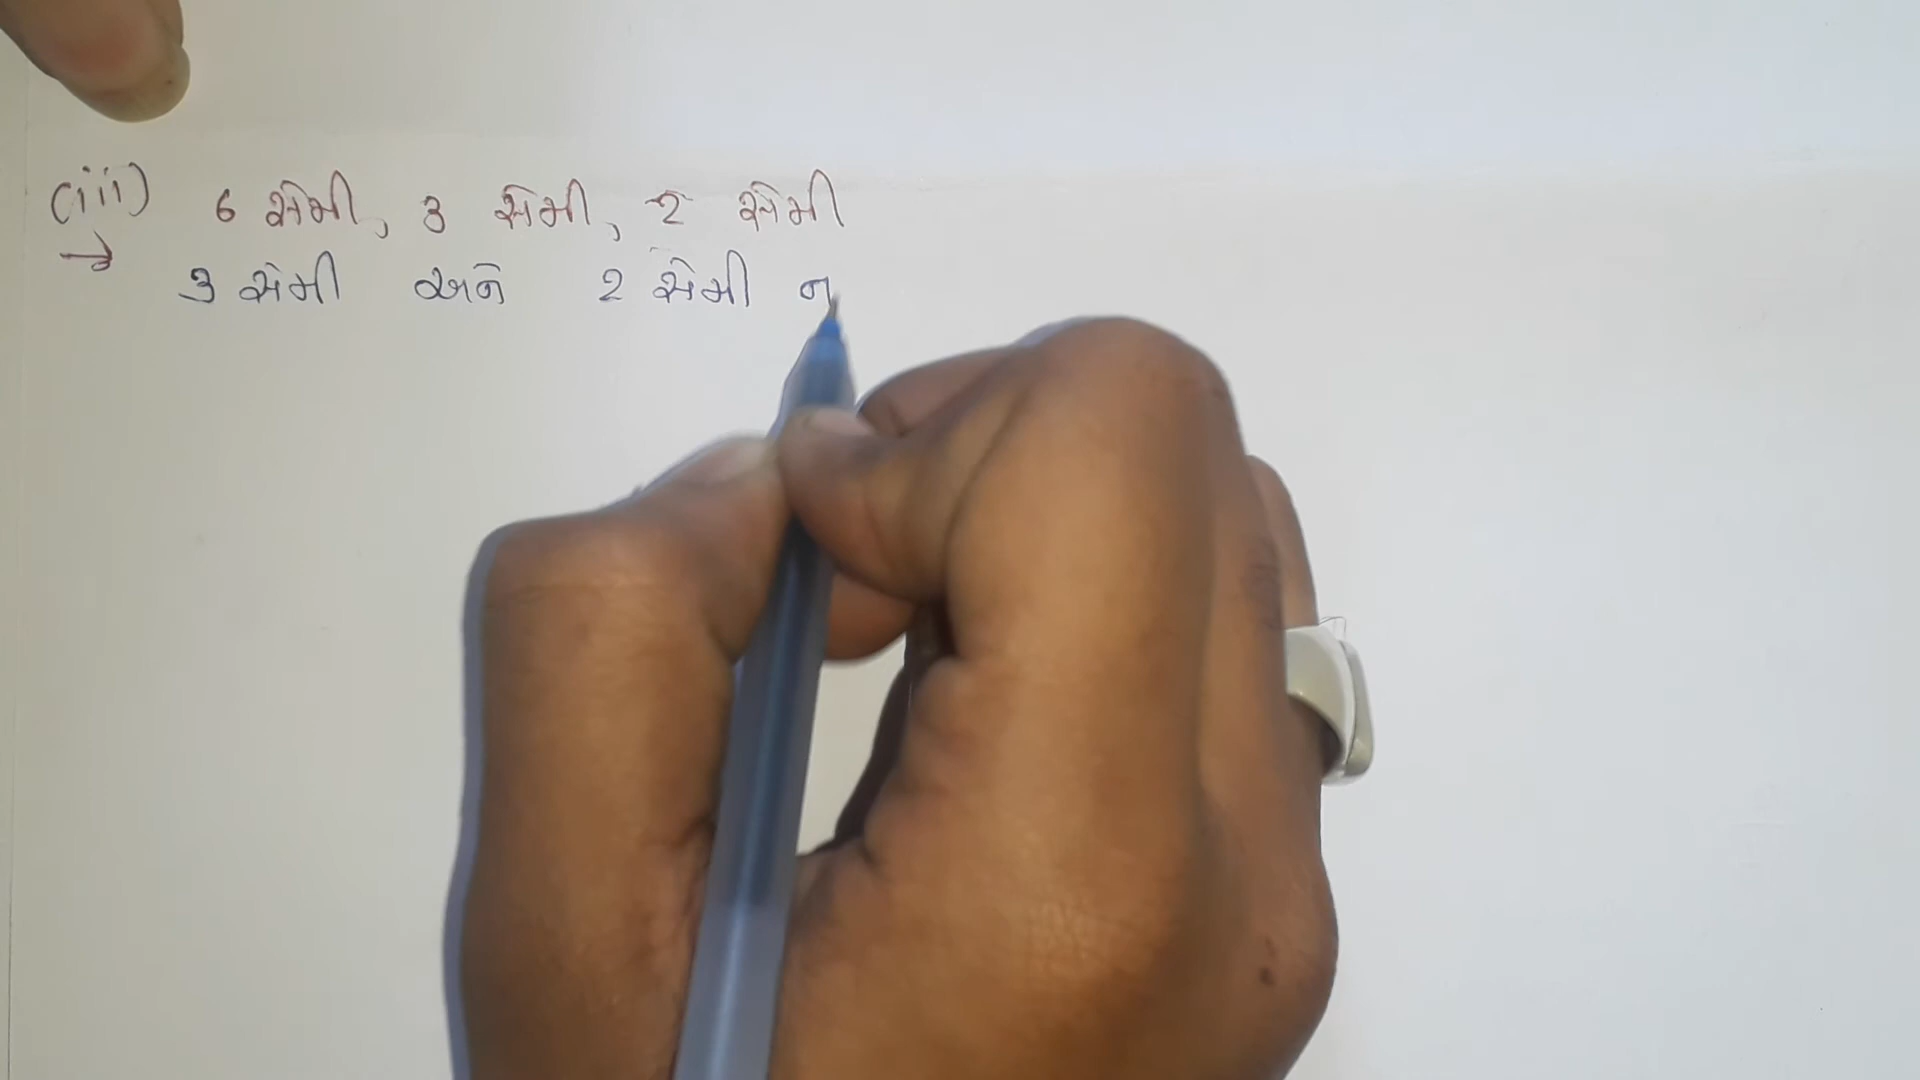 (iii) 6 સેમી, 3 સેમી, 2 સેમી
→ 3 સેમી અને 2 સેમી ન